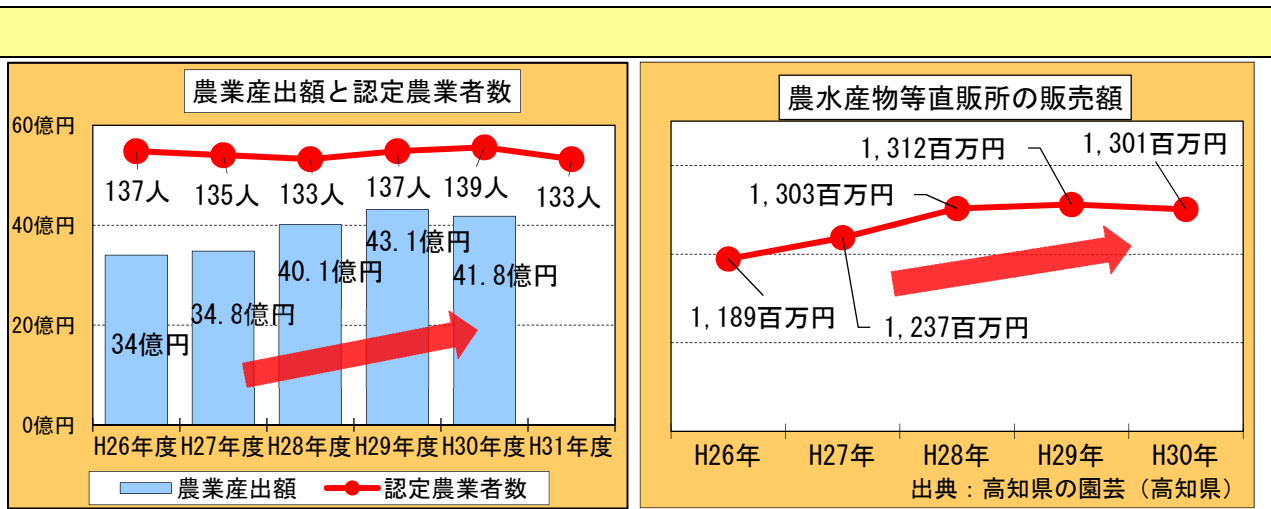 農業産出額と認定農業者数
60億円
40億円
20億円
0億円
137人
135人
133人
137人
139人
133人
34億円
34.8億円
40.1億円
43.1億円
41.8億円
H26年度
H27年度
H28年度
H29年度
H30年度
H31年度
農業産出額
認定農業者数
農水産物等直販所の販売額
1,189百万円
1,237百万円
1,303百万円
1,312百万円
1,301百万円
H26年
H27年
H28年
H29年
H30年
出典：高知県の園芸（高知県）